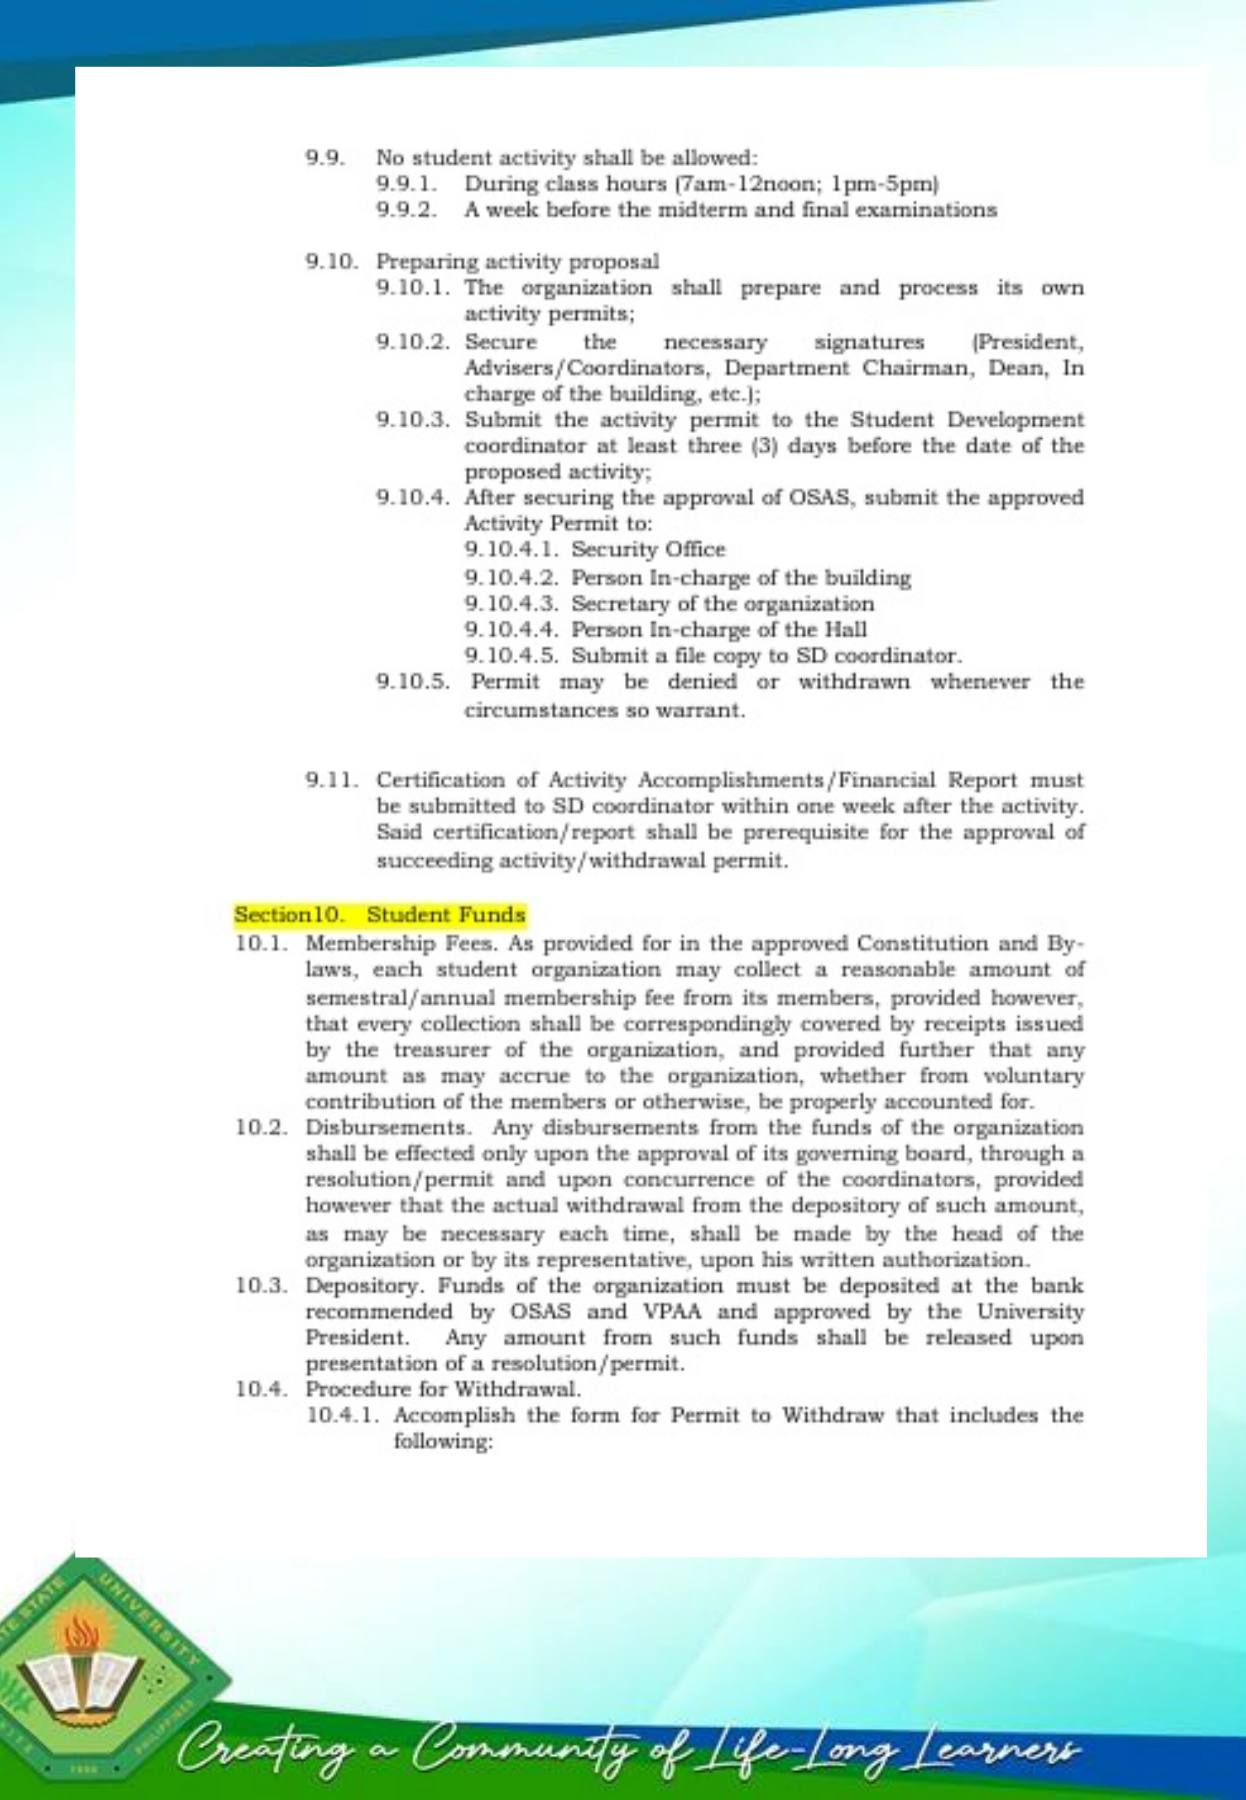 9.9. No student activity shall be allowed:
9.9.1. During class hours (7am-12noon; 1pm-5pm)
9.9.2. A week before the midterm and final examinations
9.10. Preparing activity proposal
9.10.1. The organization shall prepare and process its own
activity permits;
9.10.2. Secure the necessary signatures (President,
Advisers/Coordinators, Department Chairman, Dean, In
charge of the building, etc.);
9.10.3. Submit the activity permit to the Student Development
coordinator at least three (3) days before the date of the
proposed activity;
9.10.4. After securing the approval of OSAS, submit the approved
Activity Permit to:
9.10.4.1. Security Office
9.10.4.2. Person In-charge of the building
9.10.4.3. Secretary of the organization
9.10.4.4. Person In-charge of the Hall
9.10.4.5. Submit a file copy to SD coordinator.
9.10.5. Permit may be denied or withdrawn whenever the
circumstances so warrant.
9.11. Certification of Activity Accomplishments/Financial Report must
be submitted to SD coordinator within one week after the activity.
Said certification/report shall be prerequisite for the approval of
succeeding activity/withdrawal permit.
Section10. Student Funds
10.1. Membership Fees. As provided for in the approved Constitution and By-
laws, each student organization may collect a reasonable amount of
semestral/annual membership fee from its members, provided however,
that every collection shall be correspondingly covered by receipts issued
by the treasurer of the organization, and provided further that any
amount as may accrue to the organization, whether from voluntary
contribution of the members or otherwise, be properly accounted for.
10.2. Disbursements. Any disbursements from the funds of the organization
shall be effected only upon the approval of its governing board, through a
resolution/permit and upon concurrence of the coordinators, provided
however that the actual withdrawal from the depository of such amount,
as may be necessary each time, shall be made by the head of the
organization or by its representative, upon his written authorization.
10.3. Depository. Funds of the organization must be deposited at the bank
recommended by OSAS and VPAA and approved by the University
President. Any amount from such funds shall be released upon
presentation of a resolution/permit.
10.4. Procedure for Withdrawal.
10.4.1. Accomplish the form for Permit to Withdraw that includes the
following:
STATE UNIVERSITY
PHILIPPINES
Creating a Community of Life-Long Learners